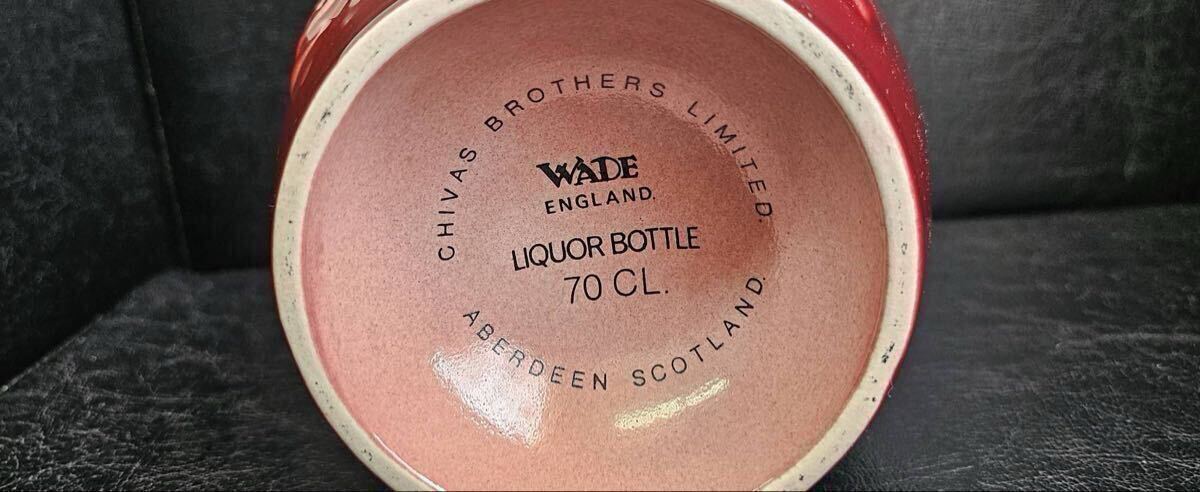 CHIVAS BROTHERS LIMITED.
WADE
ENGLAND.
LIQUOR BOTTLE
70 CL.
ABERDEEN SCOTLAND.